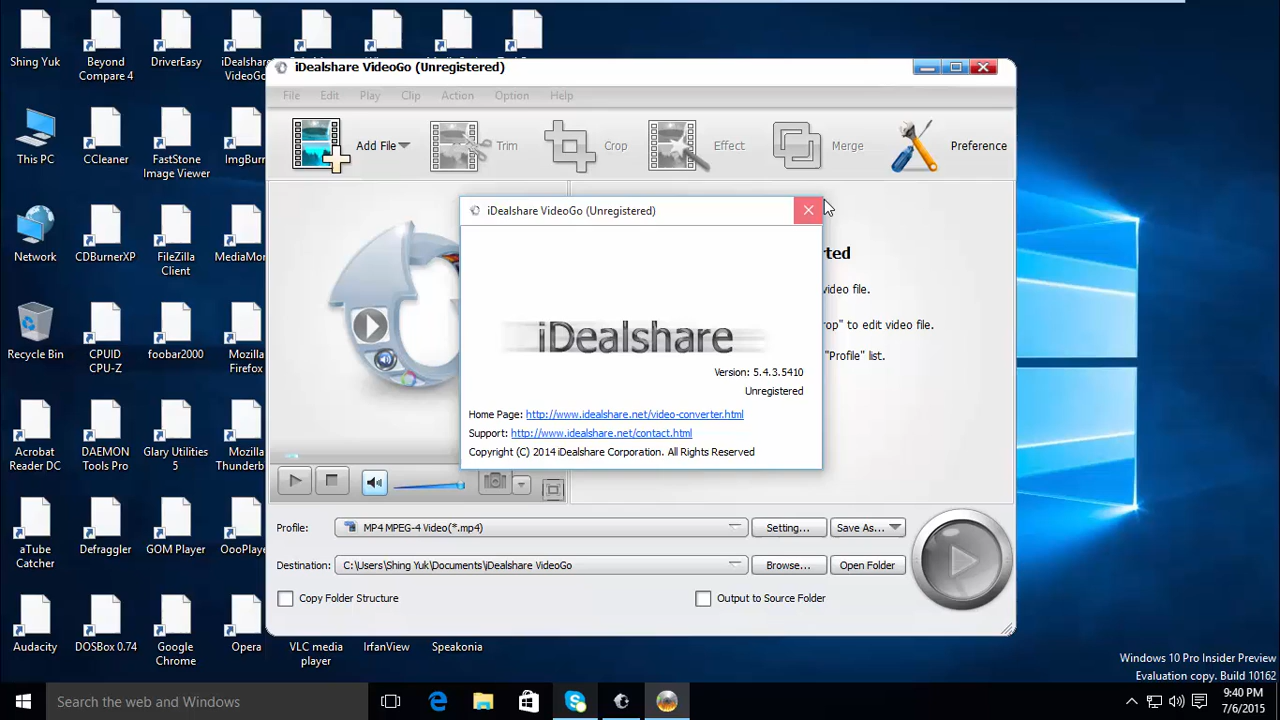 Shing Yuk
Beyond
Compare 4
DriverEasy
iDealshare
VideoGo
iDealshare VideoGo (Unregistered)
File Edit Play Clip Action Option Help
Add File Trim Crop Effect Merge Preference
This PC
CCleaner
FastStone
Image Viewer
ImgBurn
iDealshare VideoGo (Unregistered)
rted
video file.
op" to edit video file.
"Profile" list.
iDealshare
Version: 5.4.3.5410
Unregistered
Home Page: http://www.idealshare.net/video-converter.html
Support: http://www.idealshare.net/contact.html
Copyright (C) 2014 iDealshare Corporation. All Rights Reserved
Network
CDBurnerXP
FileZilla
Client
MediaMon
Recycle Bin
CPUID
CPU-Z
foobar2000
Mozilla
Firefox
Acrobat
Reader DC
DAEMON
Tools Pro
Glary Utilities
5
Mozilla
Thunderb
Profile: MP4 MPEG-4 Video(*.mp4) Setting... Save As...
Destination: C:\Users\Shing Yuk\Documents\iDealshare VideoGo Browse... Open Folder
Copy Folder Structure Output to Source Folder
aTube
Catcher
Defraggler
GOM Player
OooPlaye
Audacity
DOSBox 0.74
Google
Chrome
Opera
VLC media
player
IrfanView
Speakonia
Windows 10 Pro Insider Preview
Evaluation copy. Build 10162
Search the web and Windows
9:40 PM
7/6/2015